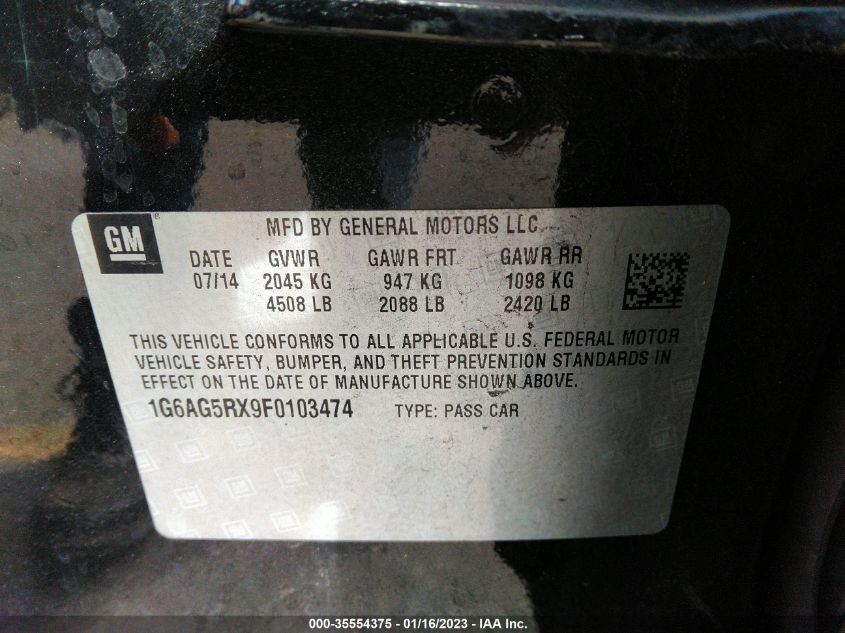 GM
MFD BY GENERAL MOTORS LLC
DATE GVWR GAWR FRT GAWR RR
07/14 2045 KG 947 KG 1098 KG
4508 LB 2088 LB 2420 LB
THIS VEHICLE CONFORMS TO ALL APPLICABLE U.S. FEDERAL MOTOR
VEHICLE SAFETY, BUMPER, AND THEFT PREVENTION STANDARDS IN
EFFECT ON THE DATE OF MANUFACTURE SHOWN ABOVE.
1G6AG5RX9F0103474 TYPE: PASS CAR
000-35554375 - 01/16/2023 - IAA Inc.